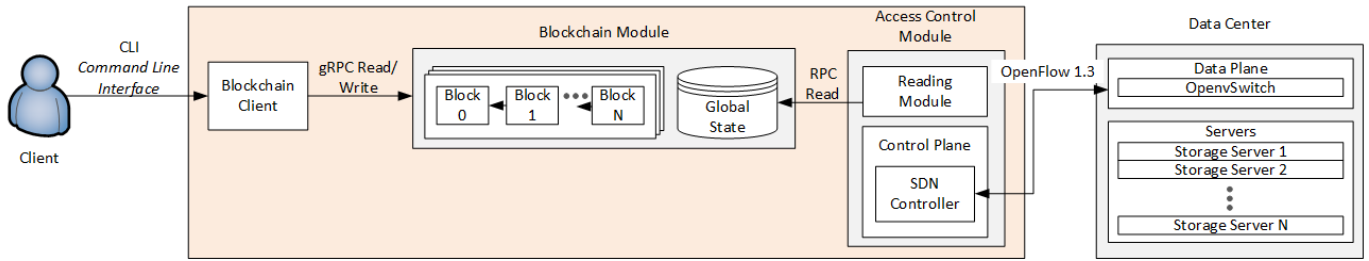 CLI
Command Line
Interface
Client
Blockchain
Client
gRPC Read/
Write
Blockchain Module
Block
0
Block
1
Block
N
Global
State
RPC
Read
Access Control
Module
Reading
Module
Control Plane
SDN
Controller
OpenFlow 1.3
Data Center
Data Plane
OpenvSwitch
Servers
Storage Server 1
Storage Server 2
Storage Server N